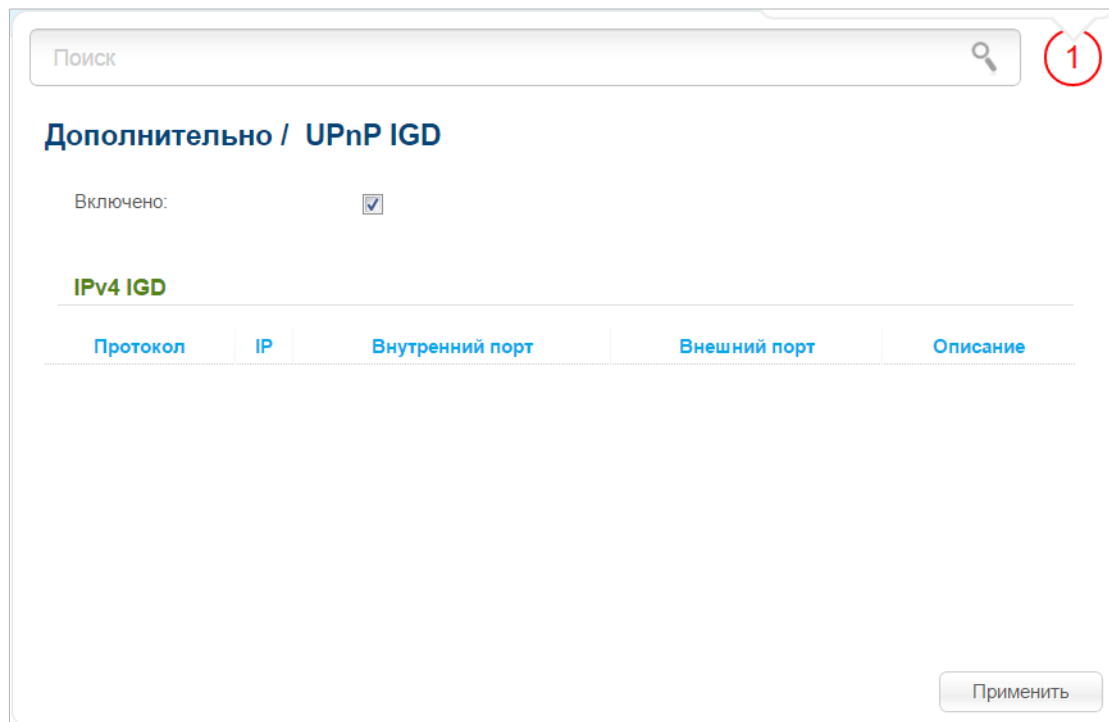 Поиск
1
Дополнительно / UPnP IGD
Включено:
IPv4 IGD
Протокол IP Внутренний порт Внешний порт Описание
Применить